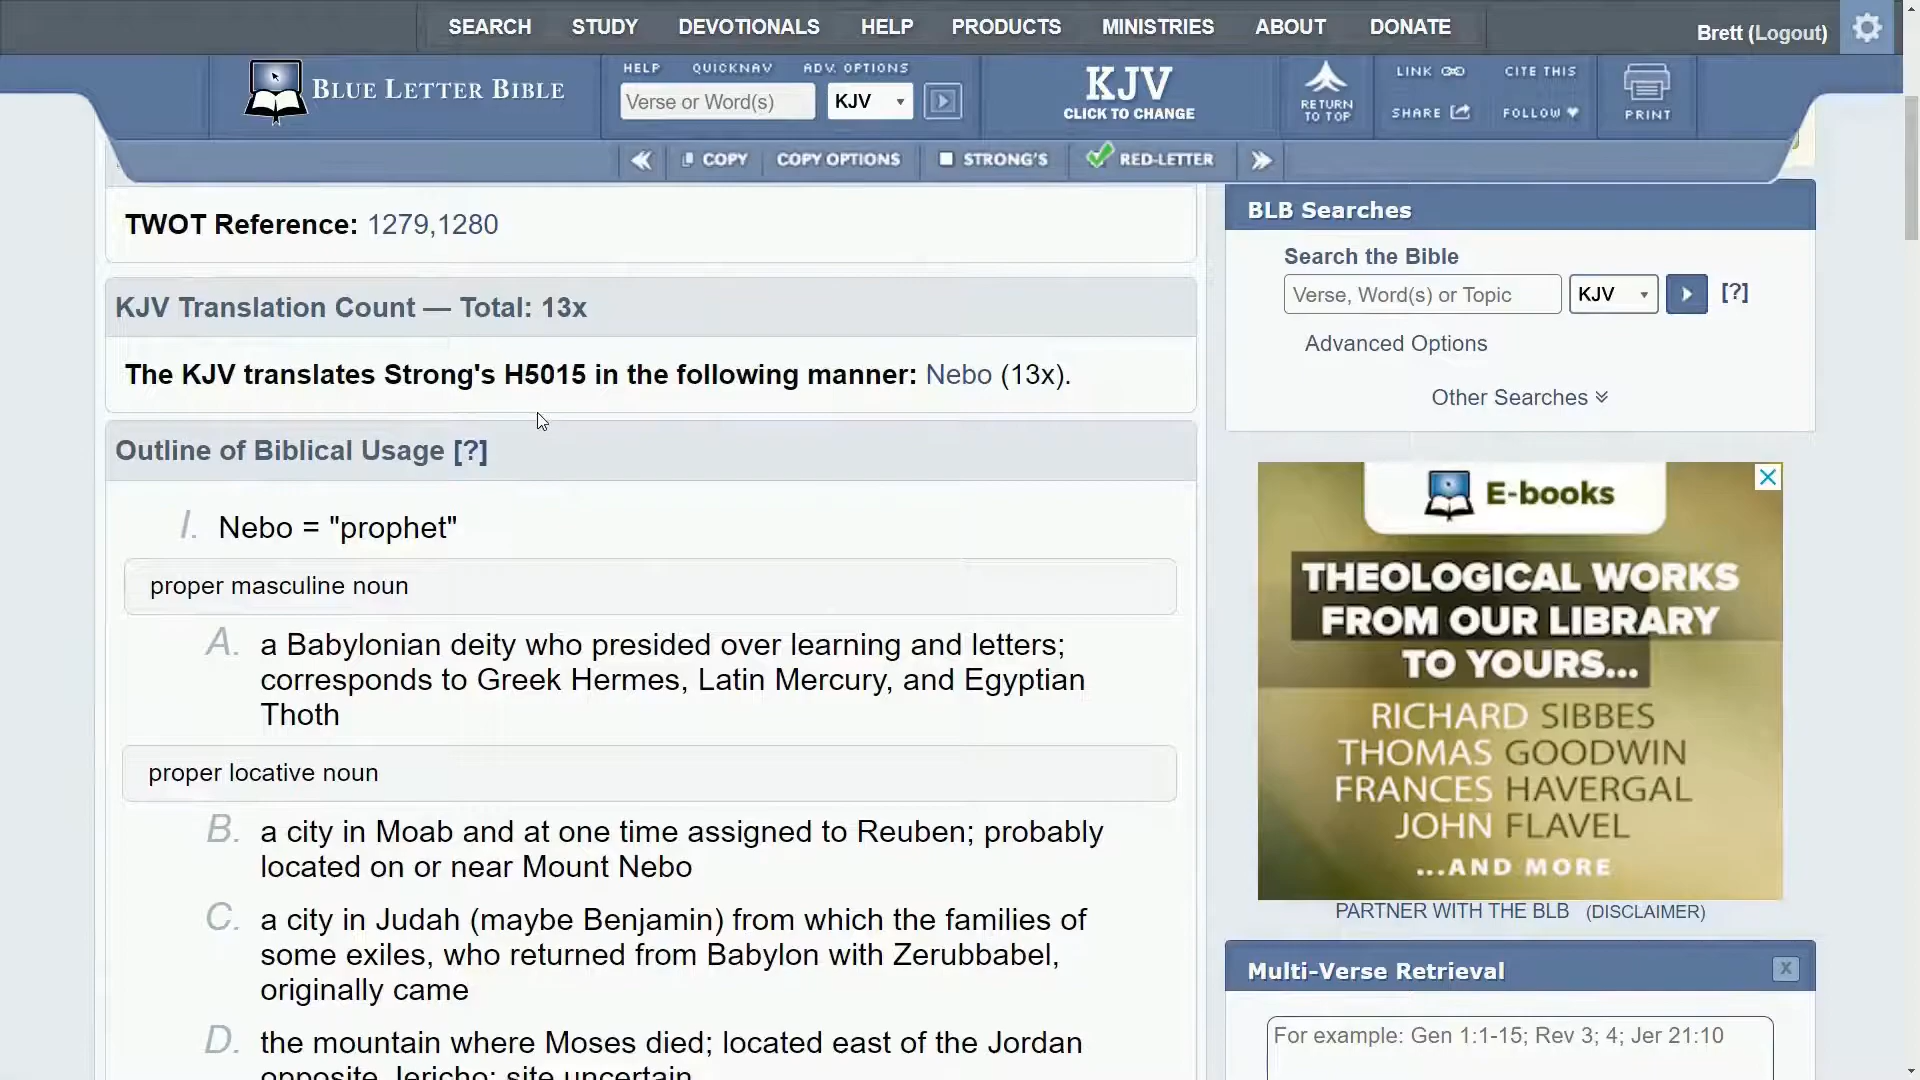 SEARCH STUDY DEVOTIONALS HELP PRODUCTS MINISTRIES ABOUT DONATE
Brett (Logout)
BLUE LETTER BIBLE
HELP QUICKNAV ADV. OPTIONS
Verse or Word(s) KJV
KJV
CLICK TO CHANGE
RETURN
TO TOP
LINK CITE THIS
SHARE FOLLOW
PRINT
COPY COPY OPTIONS STRONG'S RED-LETTER
TWOT Reference: 1279,1280
KJV Translation Count — Total: 13x
The KJV translates Strong's H5015 in the following manner: Nebo (13x).
Outline of Biblical Usage [?]
I. Nebo = "prophet"
proper masculine noun
A. a Babylonian deity who presided over learning and letters;
corresponds to Greek Hermes, Latin Mercury, and Egyptian
Thoth
proper locative noun
B. a city in Moab and at one time assigned to Reuben; probably
located on or near Mount Nebo
C. a city in Judah (maybe Benjamin) from which the families of
some exiles, who returned from Babylon with Zerubbabel,
originally came
D. the mountain where Moses died; located east of the Jordan
opposite Jericho; site uncertain
BLB Searches
Search the Bible
Verse, Word(s) or Topic KJV [?]
Advanced Options
Other Searches
E-books
THEOLOGICAL WORKS
FROM OUR LIBRARY
TO YOURS...
RICHARD SIBBES
THOMAS GOODWIN
FRANCES HAVERGAL
JOHN FLAVEL
...AND MORE
PARTNER WITH THE BLB (DISCLAIMER)
Multi-Verse Retrieval x
For example: Gen 1:1-15; Rev 3; 4; Jer 21:10